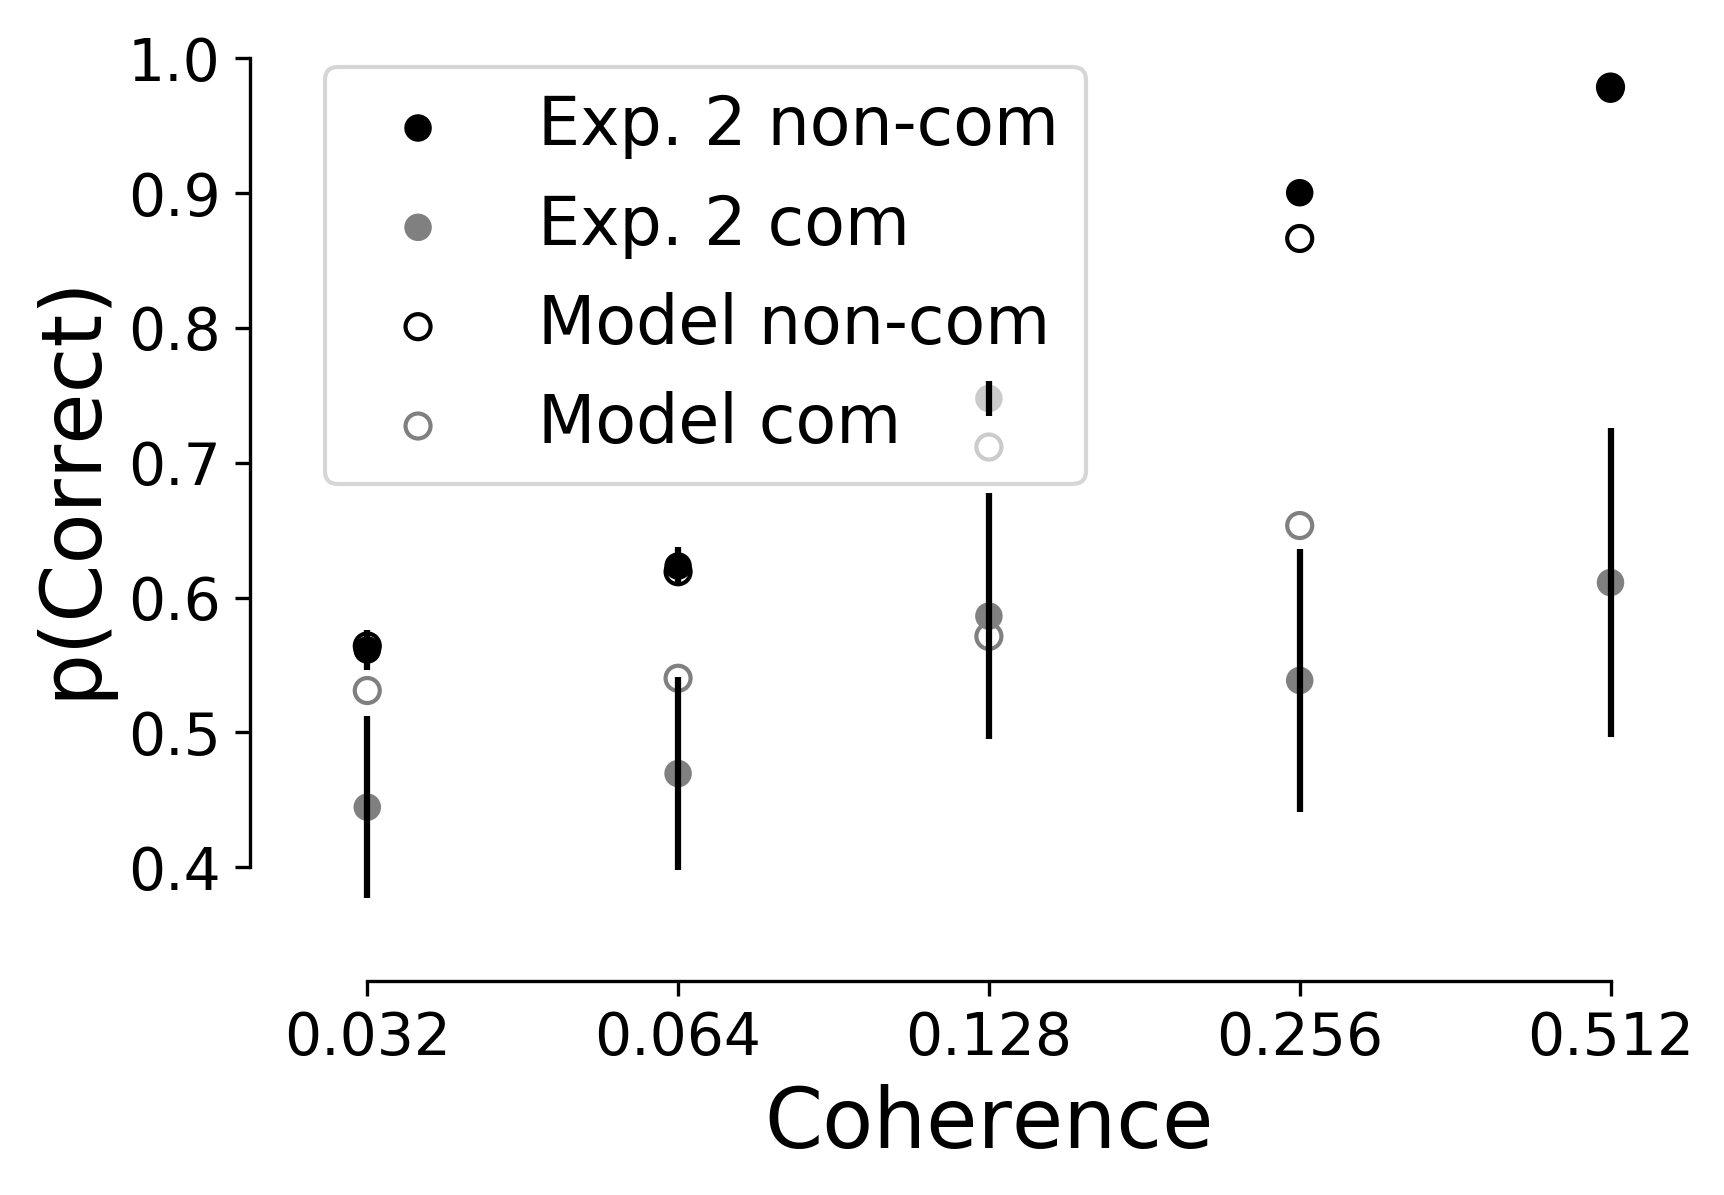 1.0
0.9
0.8
0.7
0.6
0.5
0.4
p(Correct)
Exp. 2 non-com
Exp. 2 com
Model non-com
Model com
0.032 0.064 0.128 0.256 0.512
Coherence